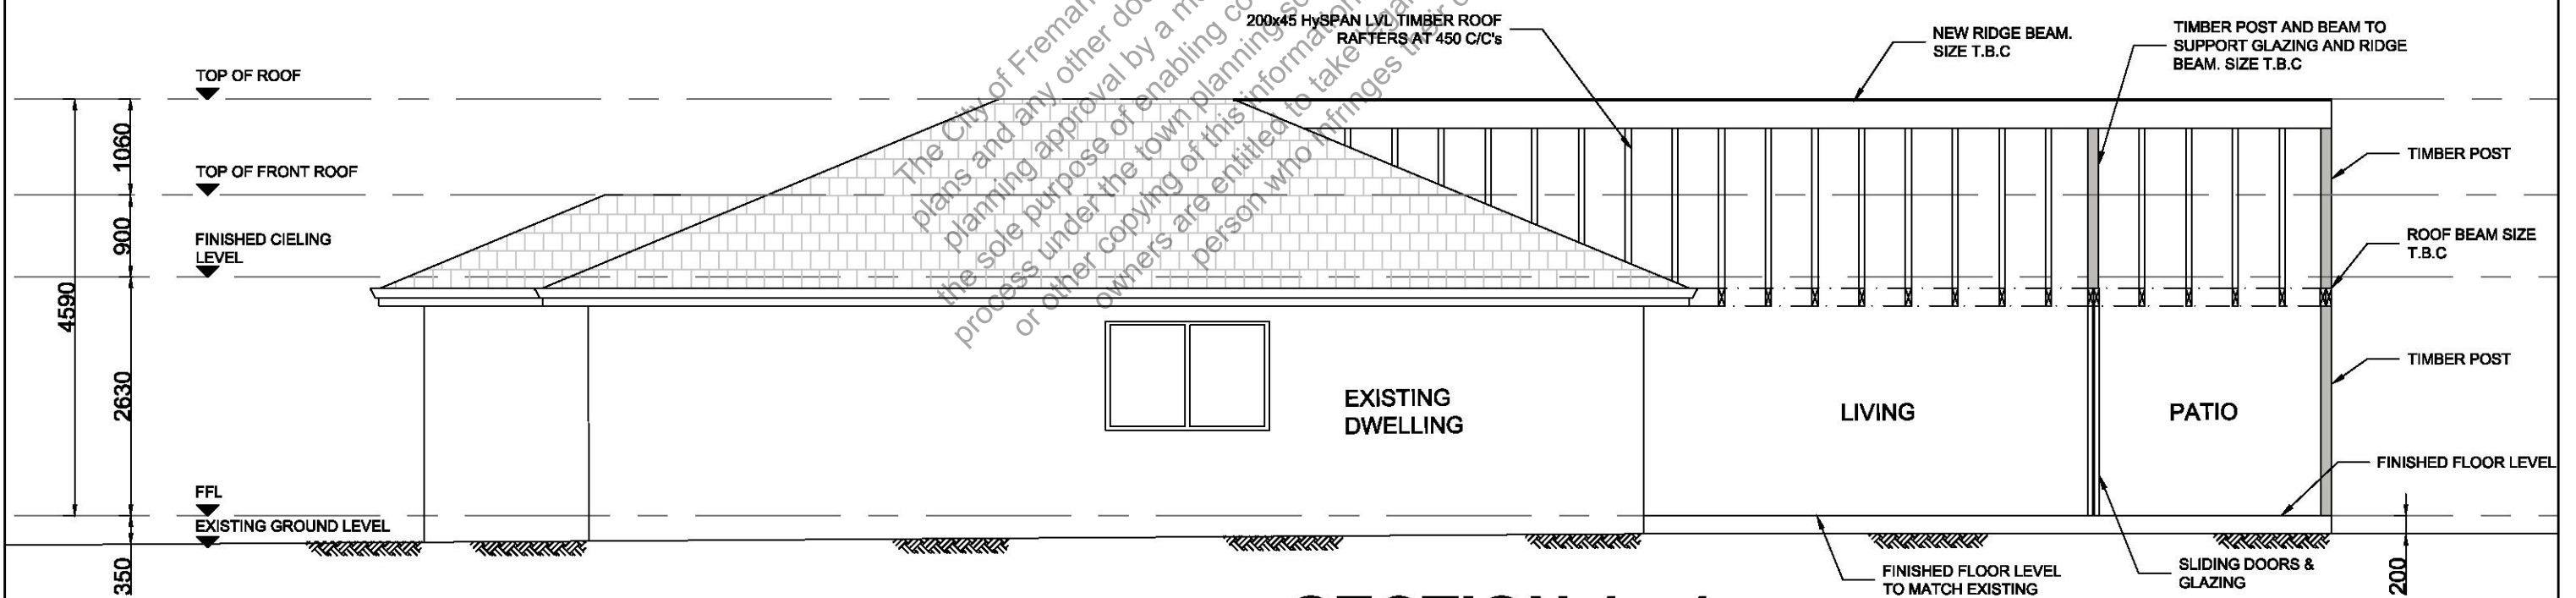 200x45 HySPAN LVL TIMBER ROOF
RAFTERS AT 450 C/C's
NEW RIDGE BEAM.
SIZE T.B.C
TIMBER POST AND BEAM TO
SUPPORT GLAZING AND RIDGE
BEAM. SIZE T.B.C
TOP OF ROOF
1060
TOP OF FRONT ROOF
900
FINISHED CIELING
LEVEL
4590
2630
FFL
EXISTING GROUND LEVEL
350
The City of Freman
plans and any other doc
planning approval by a m
the sole purpose of enabling co
process under the town planning
or other copying of this information
owners are entitled to take legal
person who infringes their
TIMBER POST
ROOF BEAM SIZE
T.B.C
TIMBER POST
EXISTING
DWELLING
LIVING
PATIO
FINISHED FLOOR LEVEL
FINISHED FLOOR LEVEL
TO MATCH EXISTING
SLIDING DOORS &
GLAZING
200